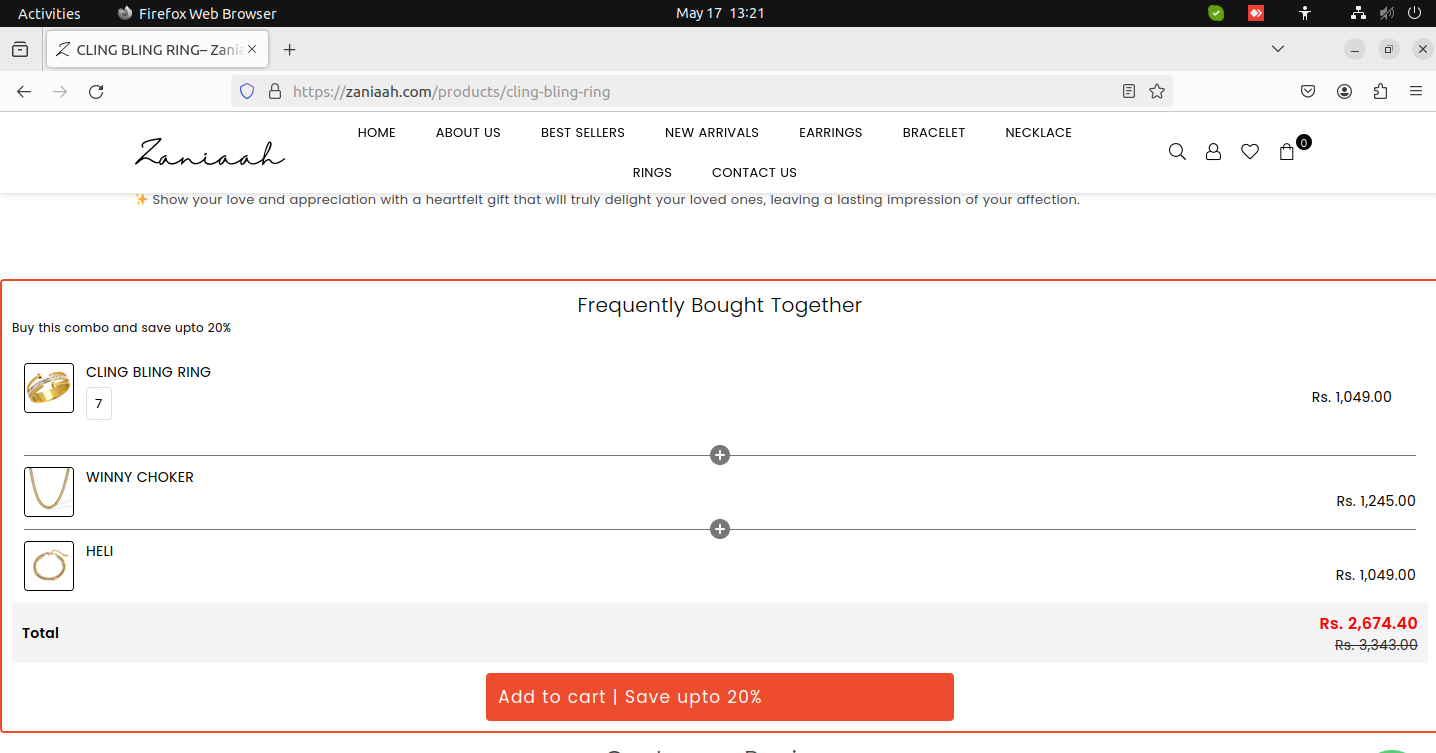 Activities Firefox Web Browser May 17 13:21
CLING BLING RING– Zania
https://zaniaah.com/products/cling-bling-ring
HOME ABOUT US BEST SELLERS NEW ARRIVALS EARRINGS BRACELET NECKLACE
Zaniaah
0
RINGS CONTACT US
✨ Show your love and appreciation with a heartfelt gift that will truly delight your loved ones, leaving a lasting impression of your affection.
Frequently Bought Together
Buy this combo and save upto 20%
CLING BLING RING
7
Rs. 1,049.00
WINNY CHOKER
Rs. 1,245.00
HELI
Rs. 1,049.00
Total
Rs. 2,674.40
Rs. 3,343.00
Add to cart | Save upto 20%